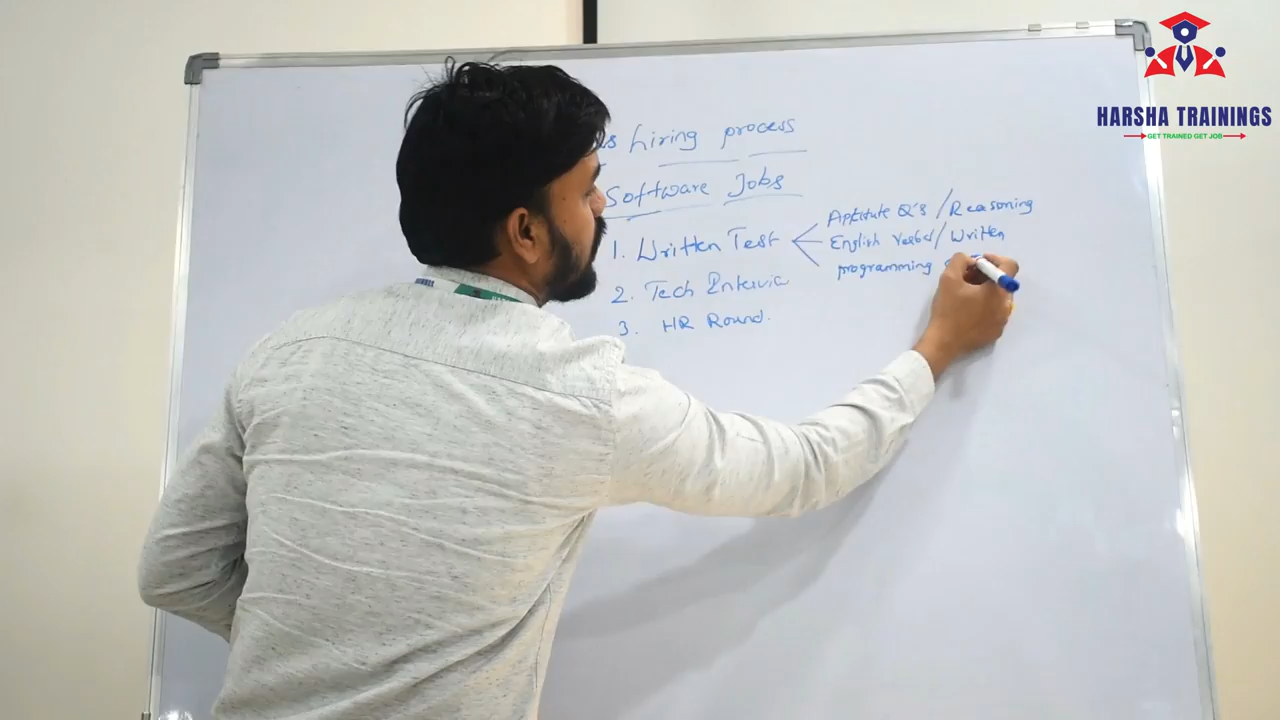 hiring process
Software Jobs
1. Written Test
Aptitute Q's / Reasoning
English Verbal / Written
programming
2. Tech Intervie
3. HR Round.
HARSHA TRAININGS
GET TRAINED GET JOB